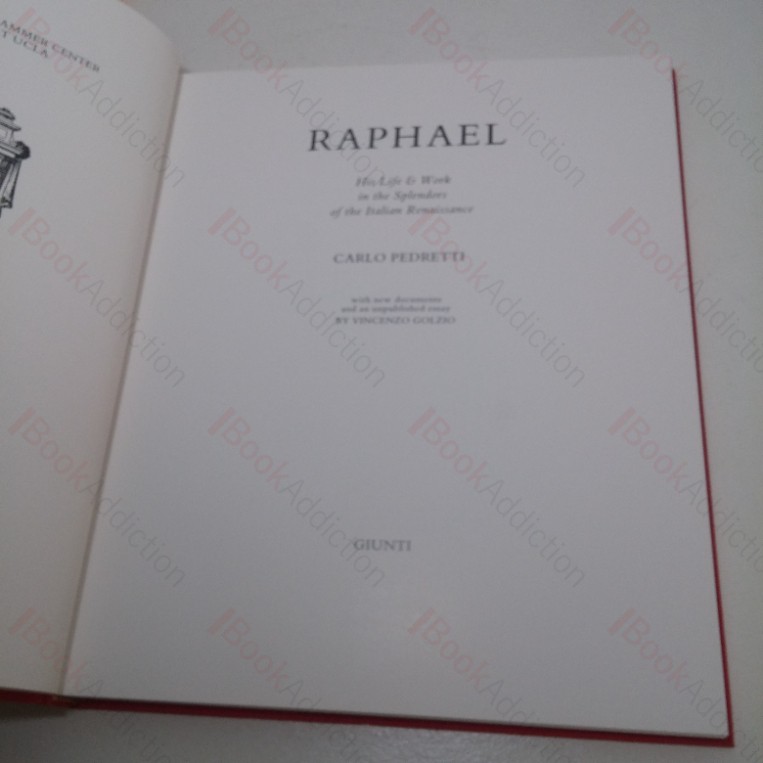 AMMER CENTER
T UCLA
RAPHAEL
His Life & Work
in the Splendors
of the Italian Renaissance
CARLO PEDRETTI
with new documents
and an unpublished essay
BY VINCENZO GOLZIO
GIUNTI
BookAddiction